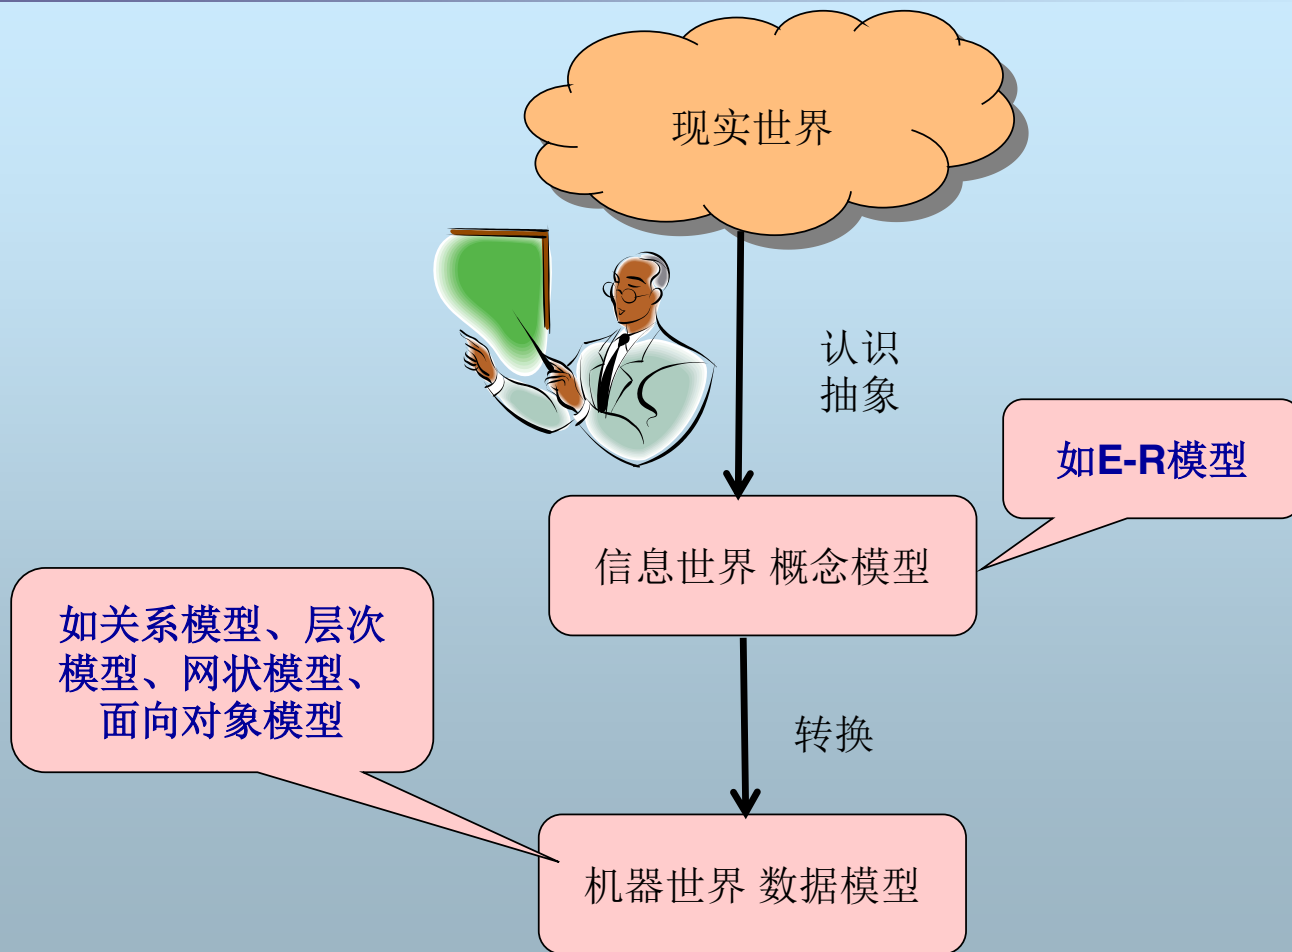 现实世界
认识
抽象
如E-R模型
信息世界 概念模型
如关系模型、层次
模型、网状模型、
面向对象模型
转换
机器世界 数据模型